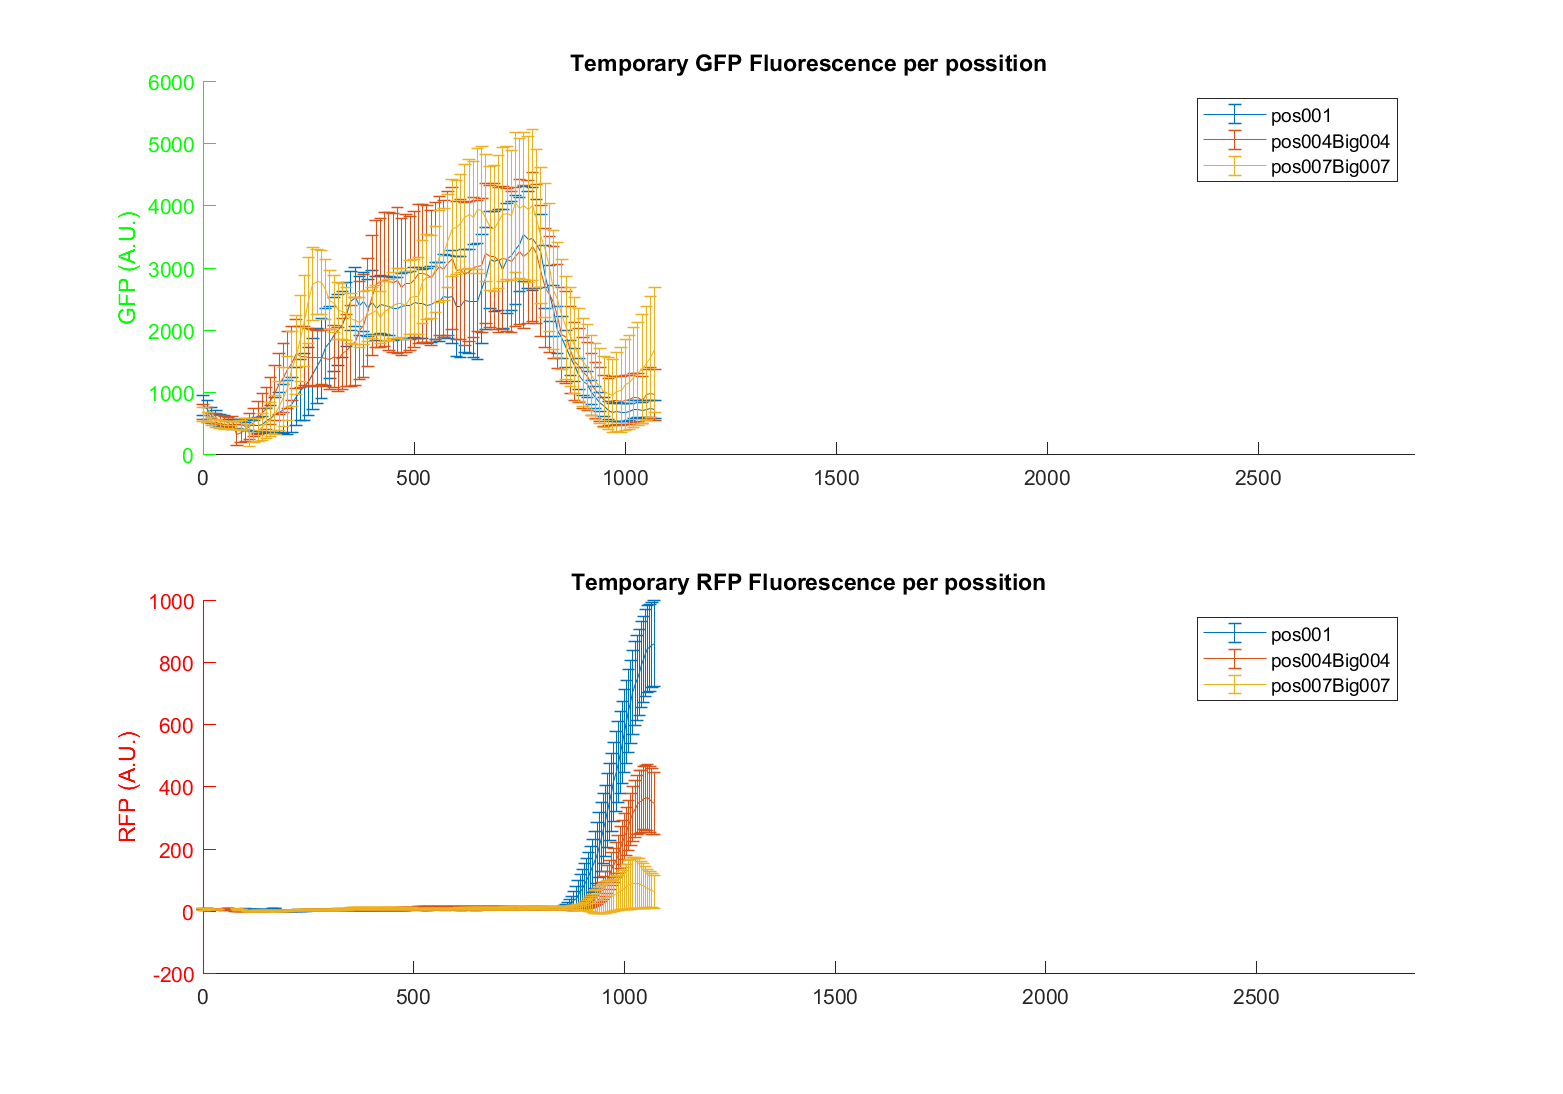 Temporary GFP Fluorescence per possition
6000
5000
4000
3000
2000
1000
0
GFP (A.U.)
0 500 1000 1500 2000 2500
pos001
pos004Big004
pos007Big007
Temporary RFP Fluorescence per possition
1000
800
600
400
200
0
-200
RFP (A.U.)
0 500 1000 1500 2000 2500
pos001
pos004Big004
pos007Big007